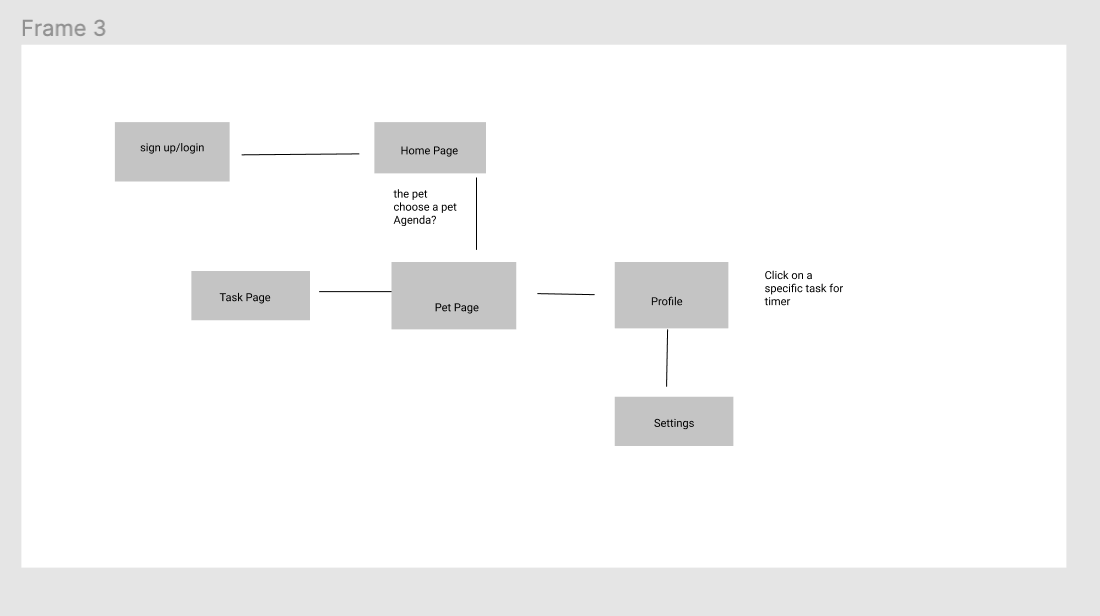 Frame 3
sign up/login
Home Page
the pet
choose a pet
Agenda?
Task Page
Pet Page
Profile
Click on a
specific task for
timer
Settings